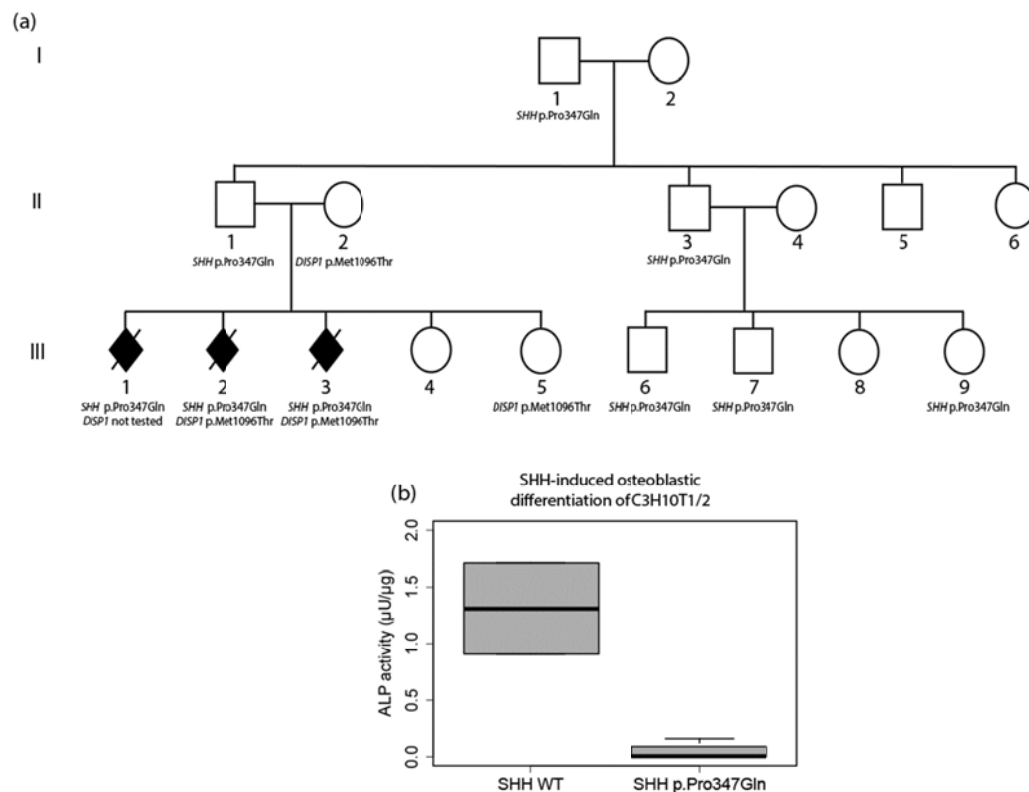 (a)
I
1
2
SHH p.Pro347Gln
II
1
2
3
4
5
6
SHH p.Pro347Gln
DISP1 p.Met1096Thr
SHH p.Pro347Gln
III
1
2
3
4
5
6
7
8
9
SHH p.Pro347Gln
DISP1 not tested
SHH p.Pro347Gln
DISP1 p.Met1096Thr
SHH p.Pro347Gln
DISP1 p.Met1096Thr
DISP1 p.Met1096Thr
SHH p.Pro347Gln
SHH p.Pro347Gln
SHH p.Pro347Gln
(b)
SHH-induced osteoblastic
differentiation of C3H10T1/2
ALP activity (μU/μg)
2.0
1.5
1.0
0.5
0.0
SHH WT
SHH p.Pro347Gln